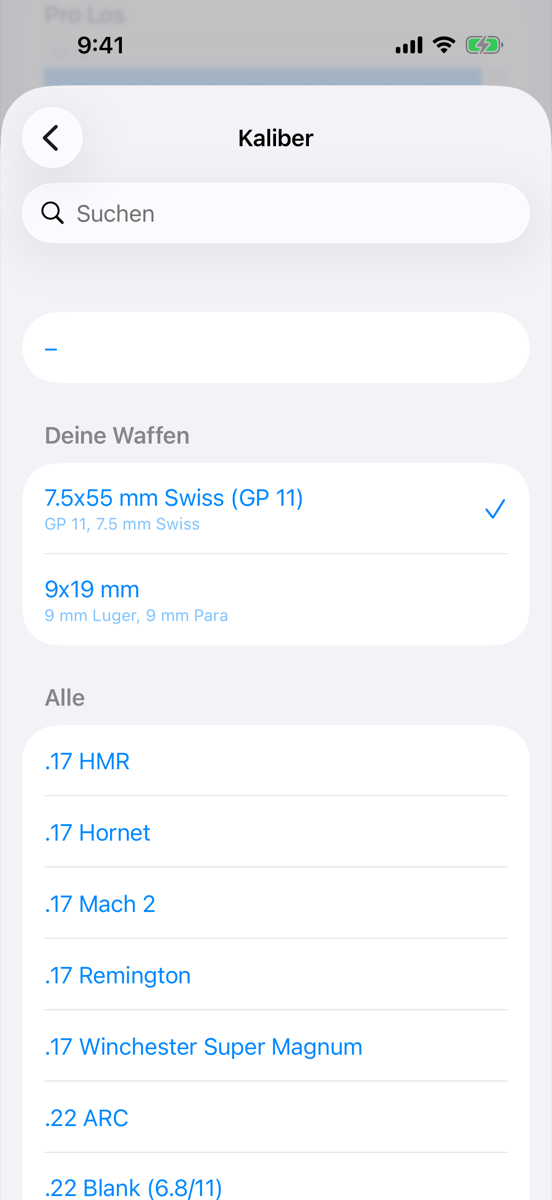 Pro Los
9:41
Kaliber
Suchen
–
Deine Waffen
7.5x55 mm Swiss (GP 11)
GP 11, 7.5 mm Swiss
9x19 mm
9 mm Luger, 9 mm Para
Alle
.17 HMR
.17 Hornet
.17 Mach 2
.17 Remington
.17 Winchester Super Magnum
.22 ARC
.22 Blank (6.8/11)